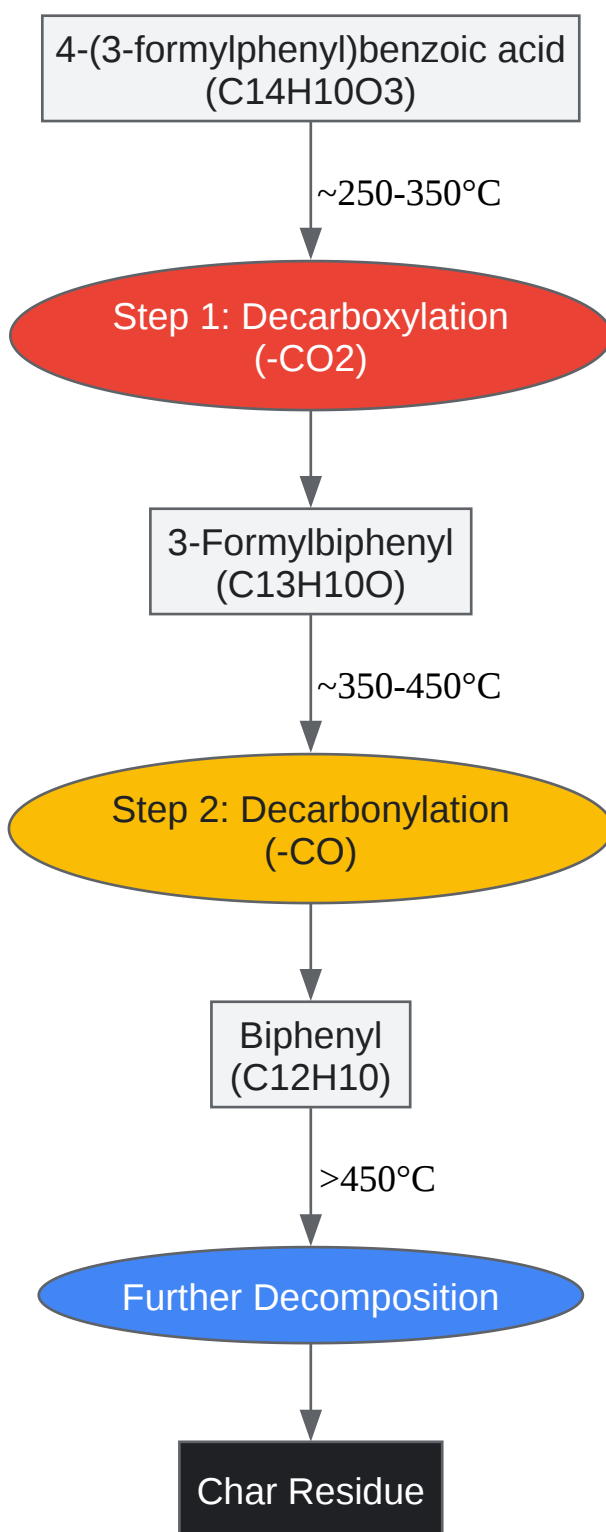 4-(3-formylphenyl)benzoic acid
(C14H10O3)
~250-350°C
Step 1: Decarboxylation
(-CO2)
3-Formylbiphenyl
(C13H10O)
~350-450°C
Step 2: Decarbonylation
(-CO)
Biphenyl
(C12H10)
>450°C
Further Decomposition
Char Residue